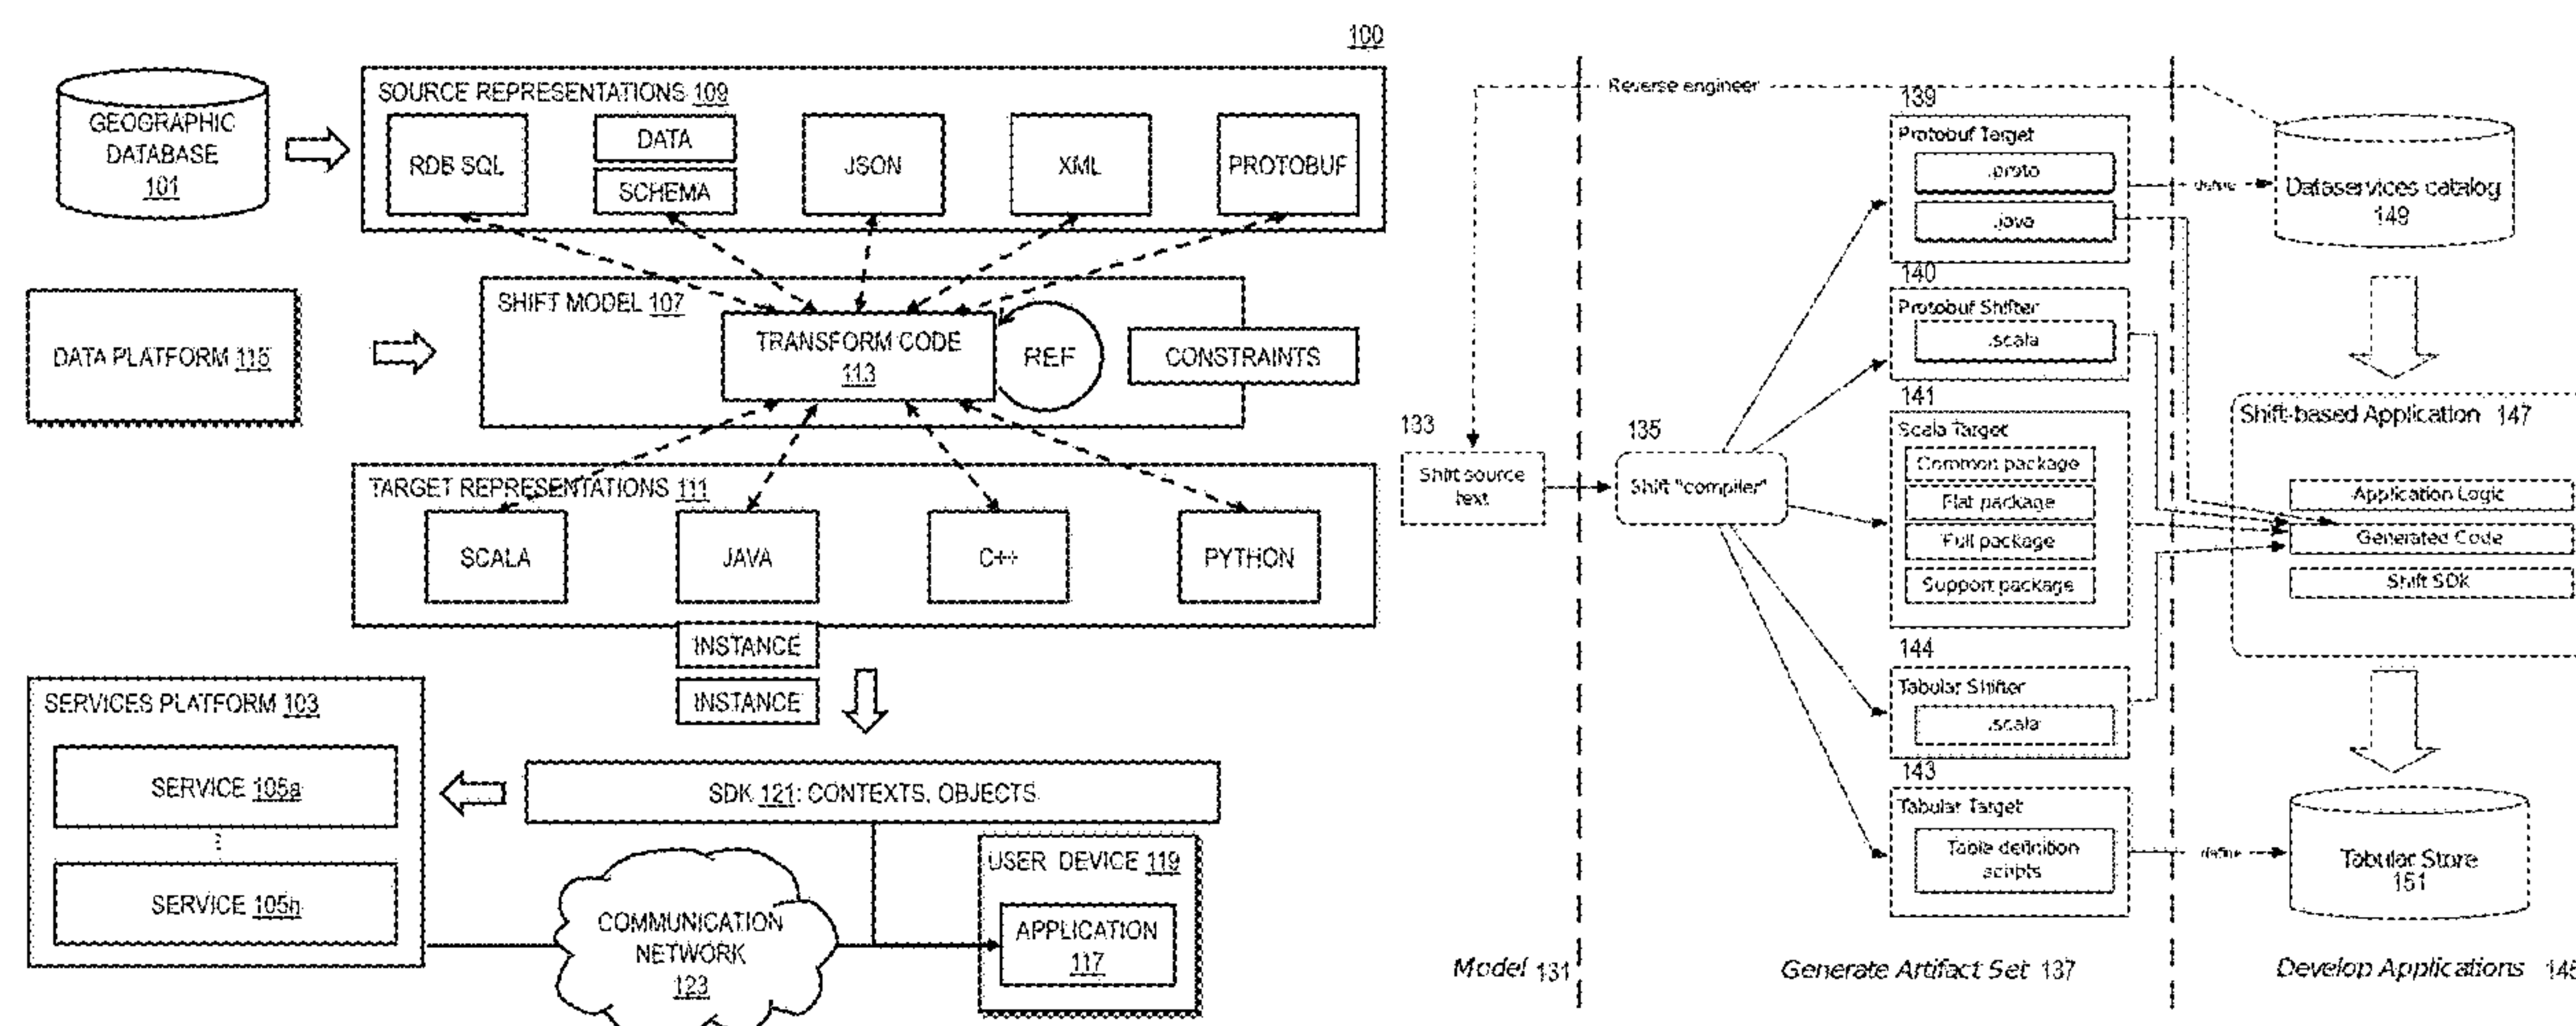 100
GEOGRAPHIC
DATABASE
101
SOURCE REPRESENTATIONS 109
RDB SQL
DATA
SCHEMA
JSON
XML
PROTOBUF
DATA PLATFORM 115
SHIFT MODEL 107
TRANSFORM CODE
113
REF
CONSTRAINTS
TARGET REPRESENTATIONS 111
SCALA
JAVA
C++
PYTHON
INSTANCE
INSTANCE
SERVICES PLATFORM 103
SERVICE 105a
SERVICE 105n
SDK 121: CONTEXTS, OBJECTS
COMMUNICATION
NETWORK
123
USER DEVICE 119
APPLICATION
117
Reverse engineer
133
Shift source
text
Model 131
135
Shift "compiler"
139
Protobuf Target
.proto
.java
140
Protobuf Shifter
.scala
141
Scala Target
Common package
Flat package
Full package
Support package
144
Tabular Shifter
.scala
143
Tabular Target
Table definition
scripts
Generate Artifact Set 137
define
Dataservices catalog
149
Shift-based Application 147
Application Logic
Generated Code
Shift SDK
define
Tabular Store
151
Develop Applications